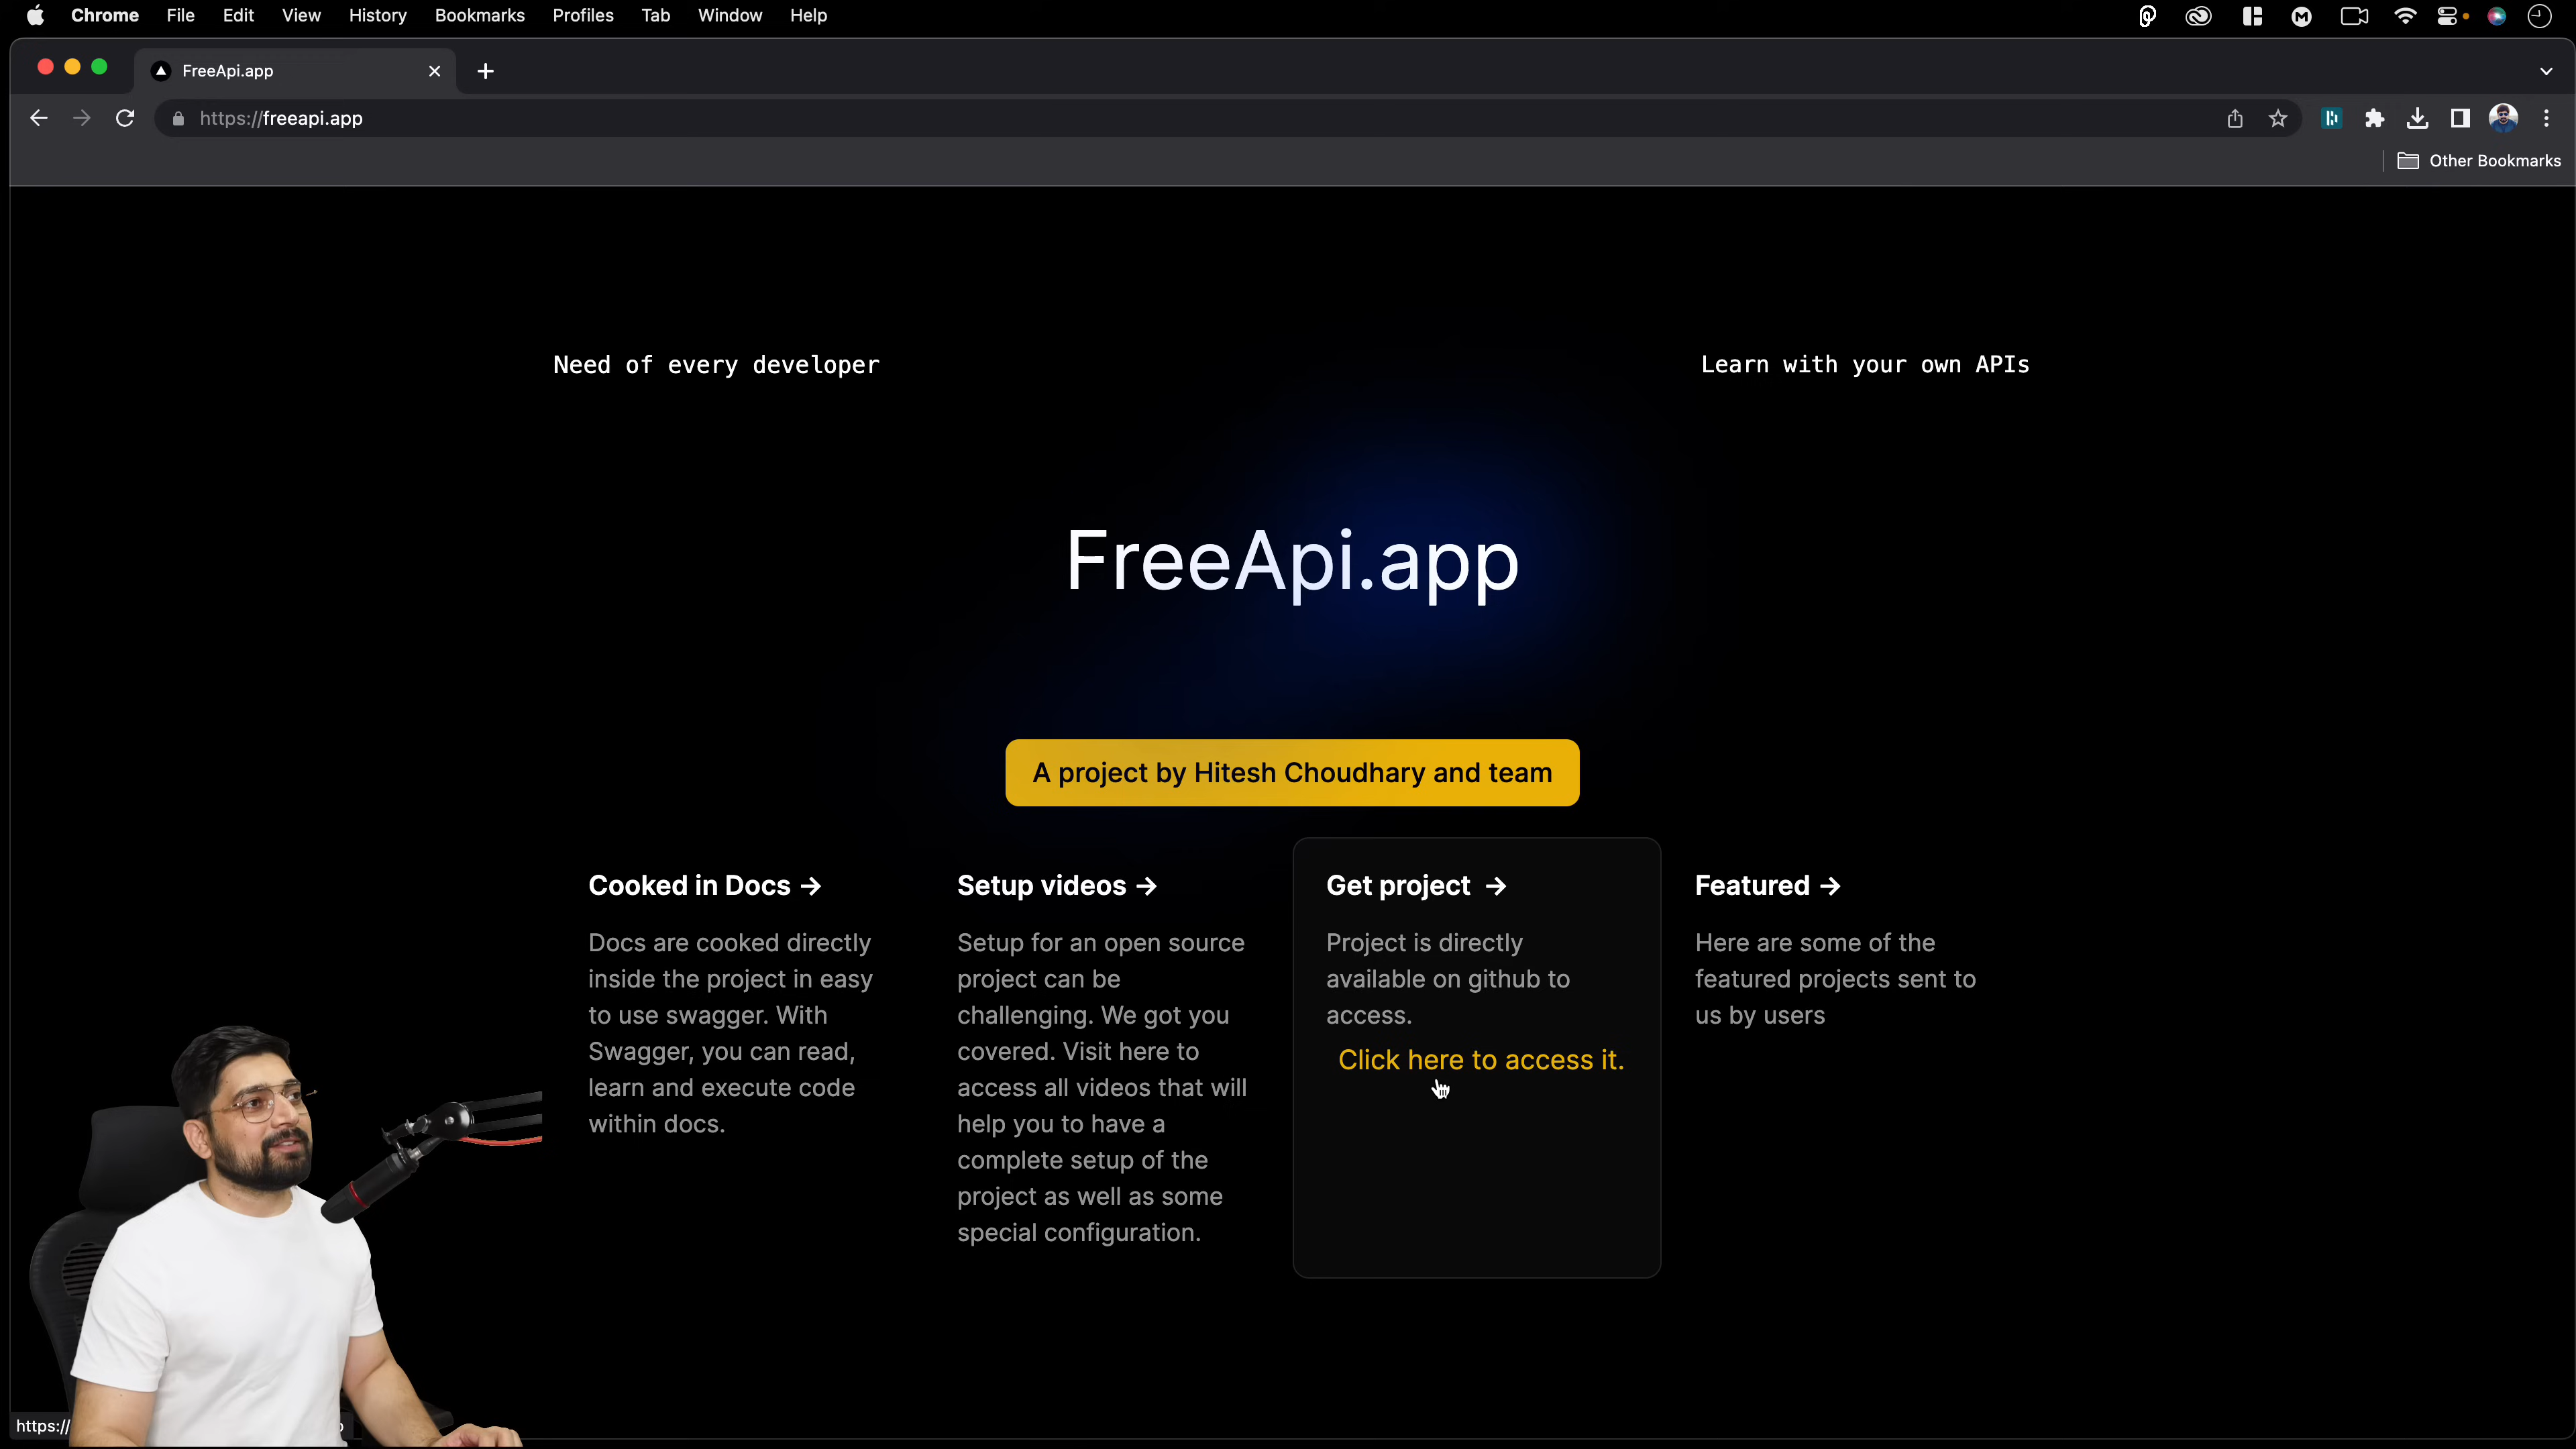 Chrome File Edit View History Bookmarks Profiles Tab Window Help
FreeApi.app
https://freeapi.app
Other Bookmarks
Need of every developer
Learn with your own APIs
FreeApi.app
A project by Hitesh Choudhary and team
Cooked in Docs →
Docs are cooked directly
inside the project in easy
to use swagger. With
Swagger, you can read,
learn and execute code
within docs.
Setup videos →
Setup for an open source
project can be
challenging. We got you
covered. Visit here to
access all videos that will
help you to have a
complete setup of the
project as well as some
special configuration.
Get project →
Project is directly
available on github to
access.
Click here to access it.
Featured →
Here are some of the
featured projects sent to
us by users
https://